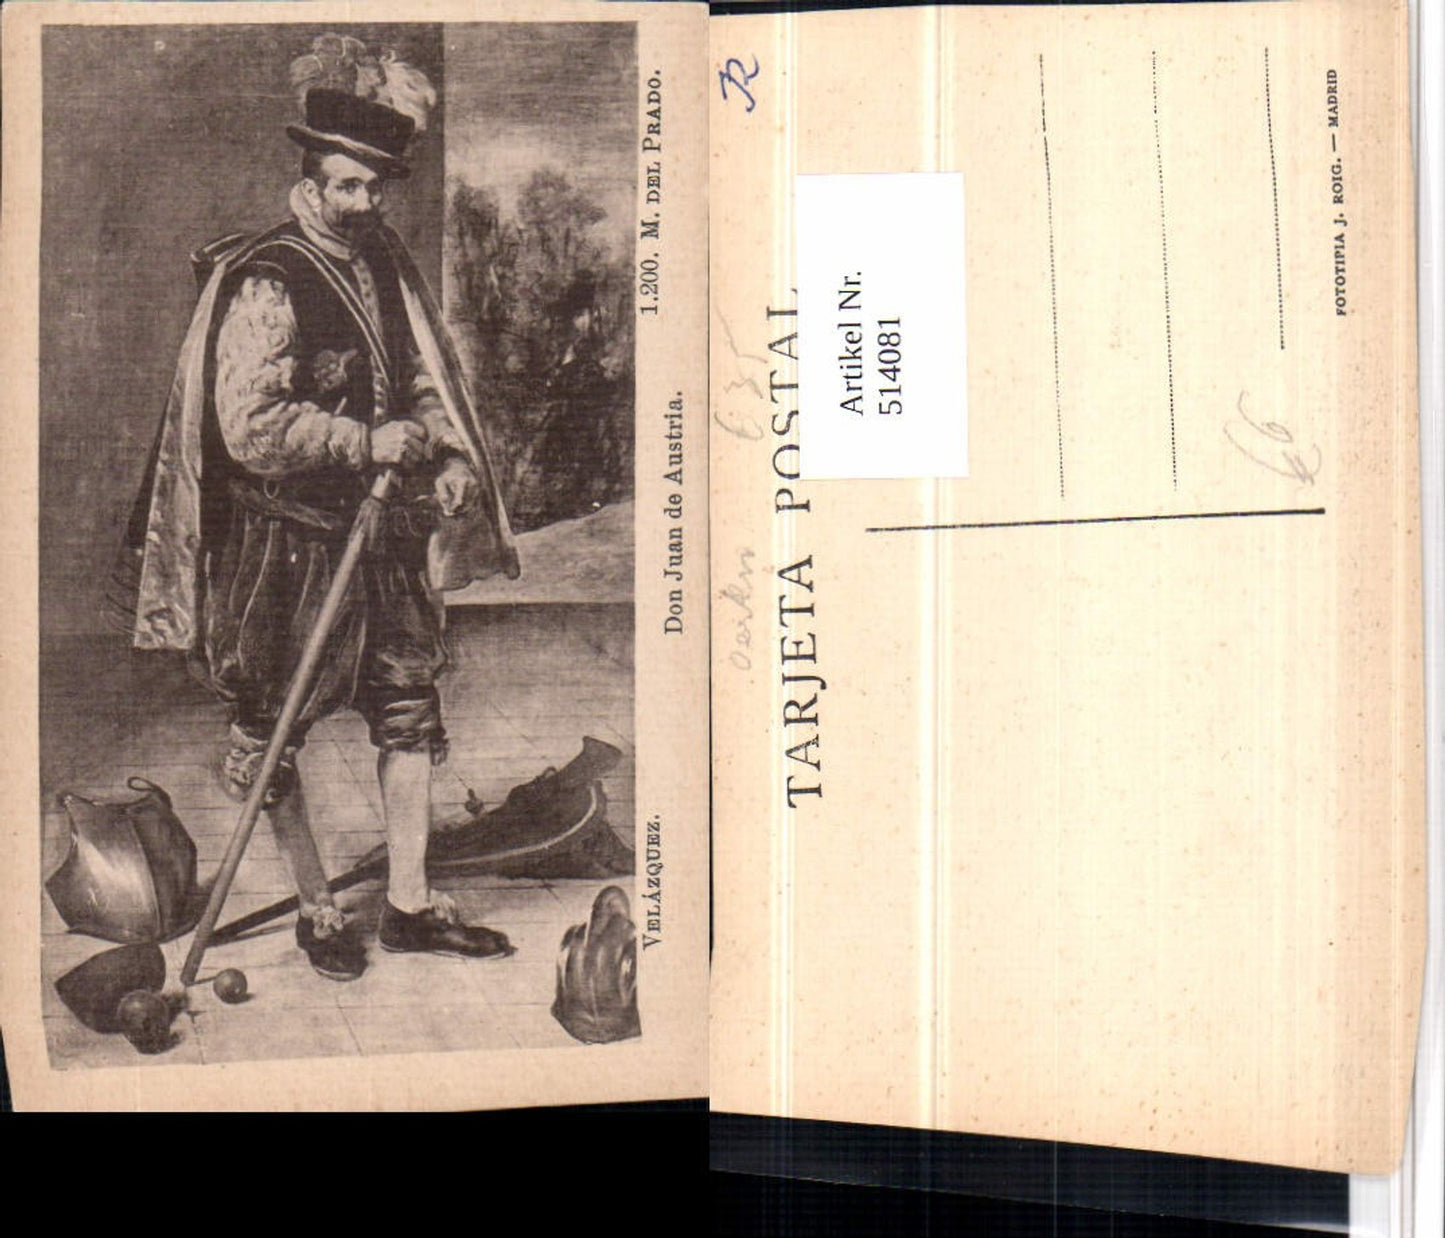 VELÁZQUEZ.
1.200. M. DEL PRADO.
Don Juan de Austria.
TARJETA POSTAL
Artikel Nr.
514081
FOTOTIPIA J. ROIG. — MADRID